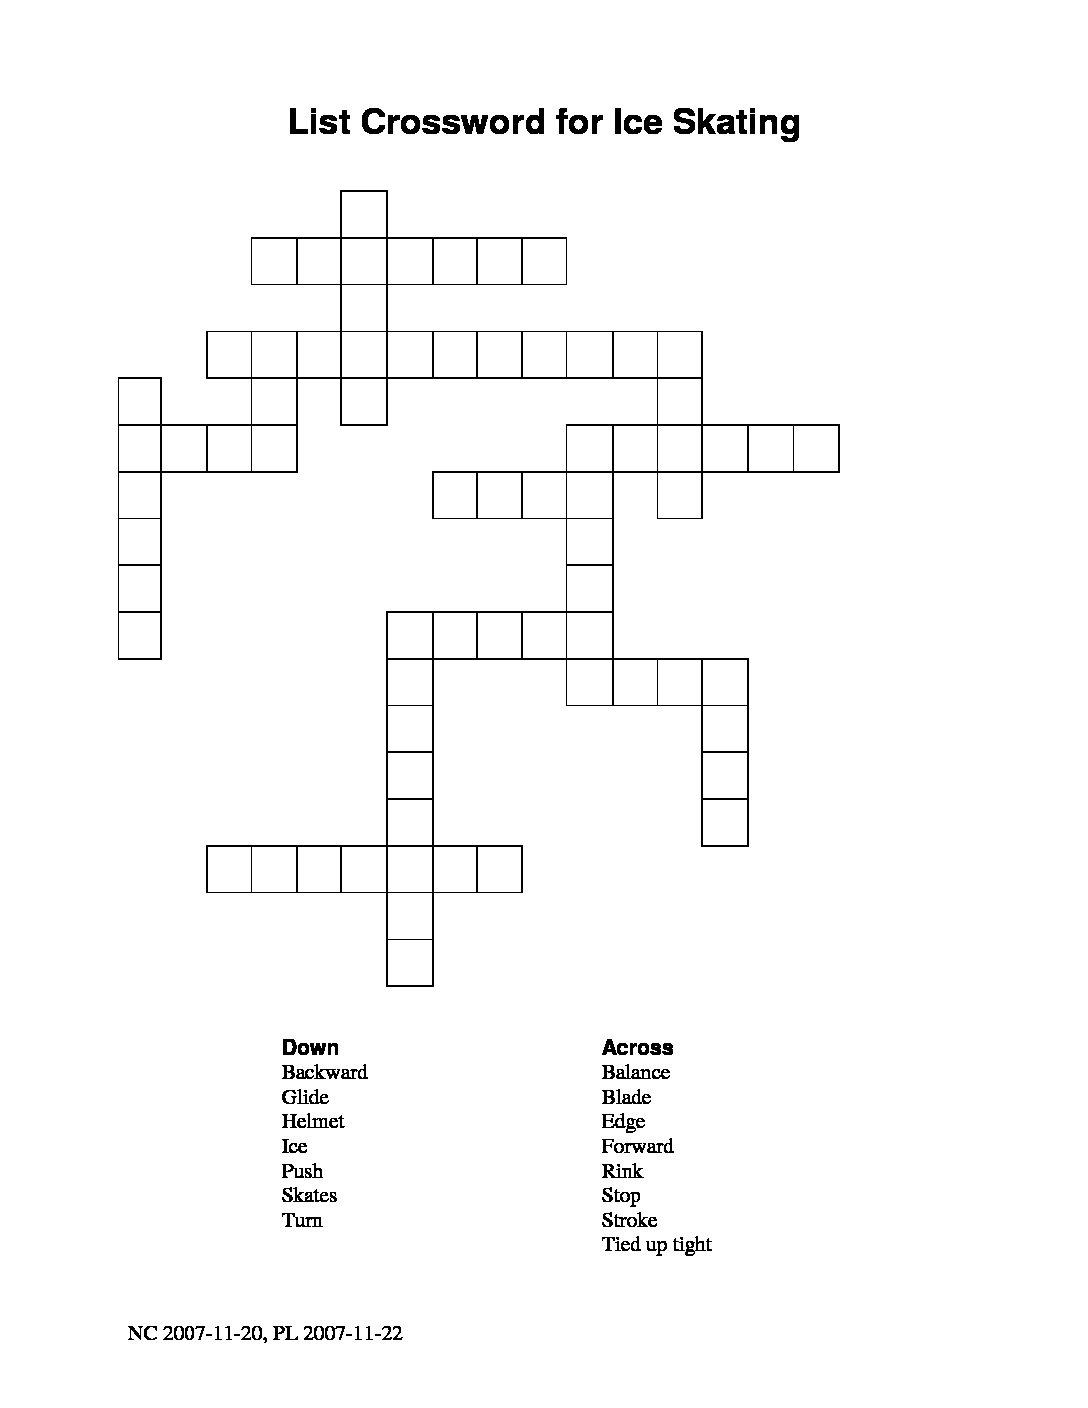 List Crossword for Ice Skating
Down
Backward
Glide
Helmet
Ice
Push
Skates
Turn
Across
Balance
Blade
Edge
Forward
Rink
Stop
Stroke
Tied up tight
NC 2007-11-20, PL 2007-11-22